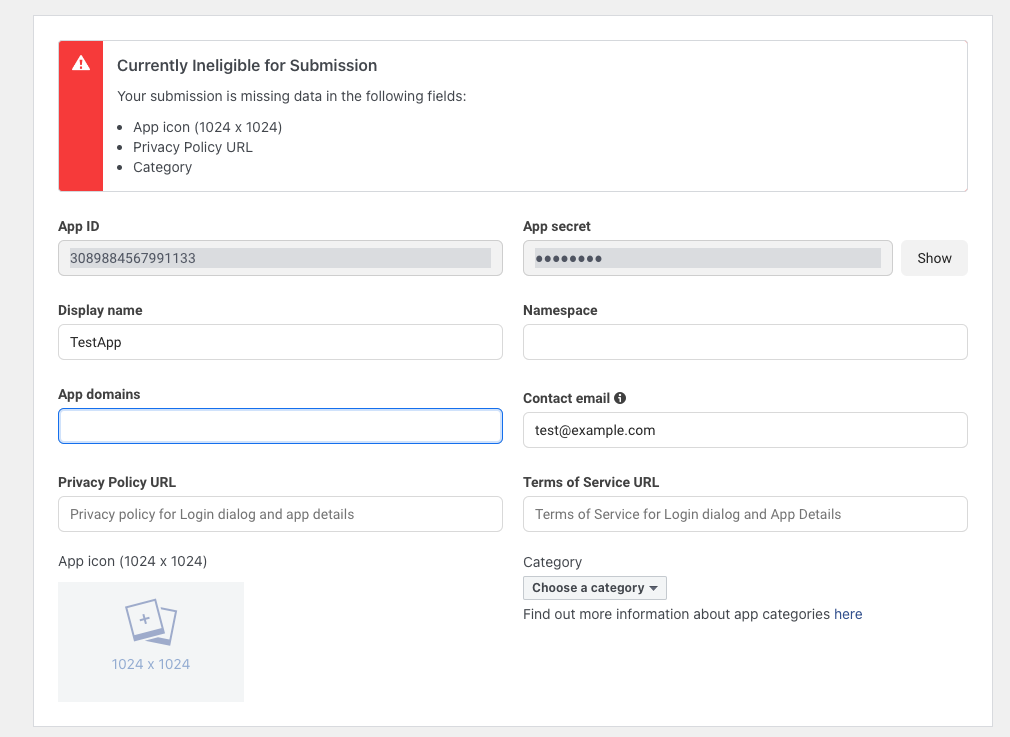 Currently Ineligible for Submission
Your submission is missing data in the following fields:
App icon (1024 x 1024)
Privacy Policy URL
Category
App ID
App secret
3089884567991133
●●●●●●●●
Show
Display name
Namespace
TestApp
App domains
Contact email
test@example.com
Privacy Policy URL
Terms of Service URL
Privacy policy for Login dialog and app details
Terms of Service for Login dialog and App Details
App icon (1024 x 1024)
Category
Choose a category
Find out more information about app categories here
1024 x 1024